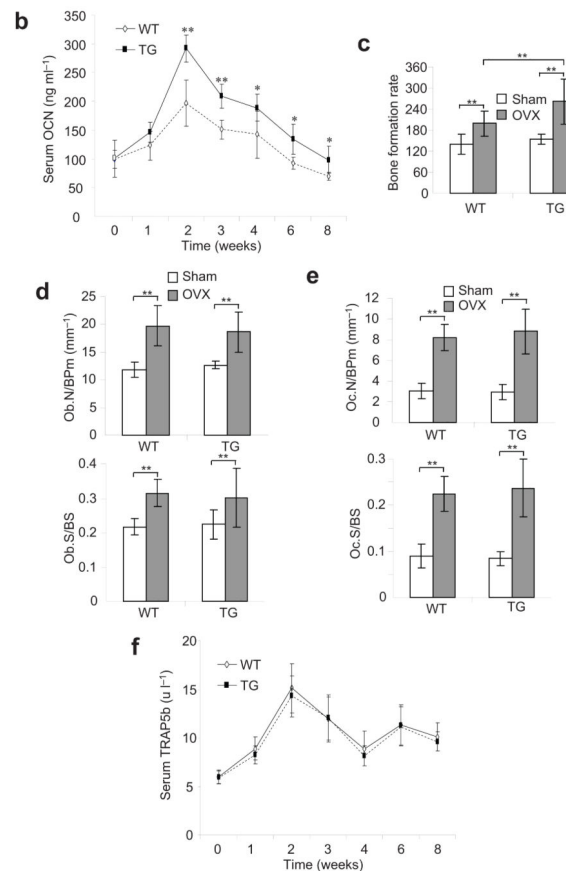 b
350
300
250
200
150
100
50
0
Serum OCN (ng ml⁻¹)
WT
TG
**
**
*
*
*
0 1 2 3 4 6 8
Time (weeks)
c
**
**
**
Sham
OVX
360
300
240
180
120
60
0
Bone formation rate
WT TG
d
Sham
OVX
25
20
15
10
5
0
Ob.N/BPm (mm⁻¹)
**
**
WT TG
0.4
0.3
0.2
0.1
0
Ob.S/BS
**
**
WT TG
e
Sham
OVX
12
10
8
6
4
2
0
Oc.N/BPm (mm⁻¹)
**
**
WT TG
0.3
0.2
0.1
0
Oc.S/BS
**
**
WT TG
f
20
15
10
5
0
Serum TRAP5b (u l⁻¹)
WT
TG
0 1 2 3 4 6 8
Time (weeks)